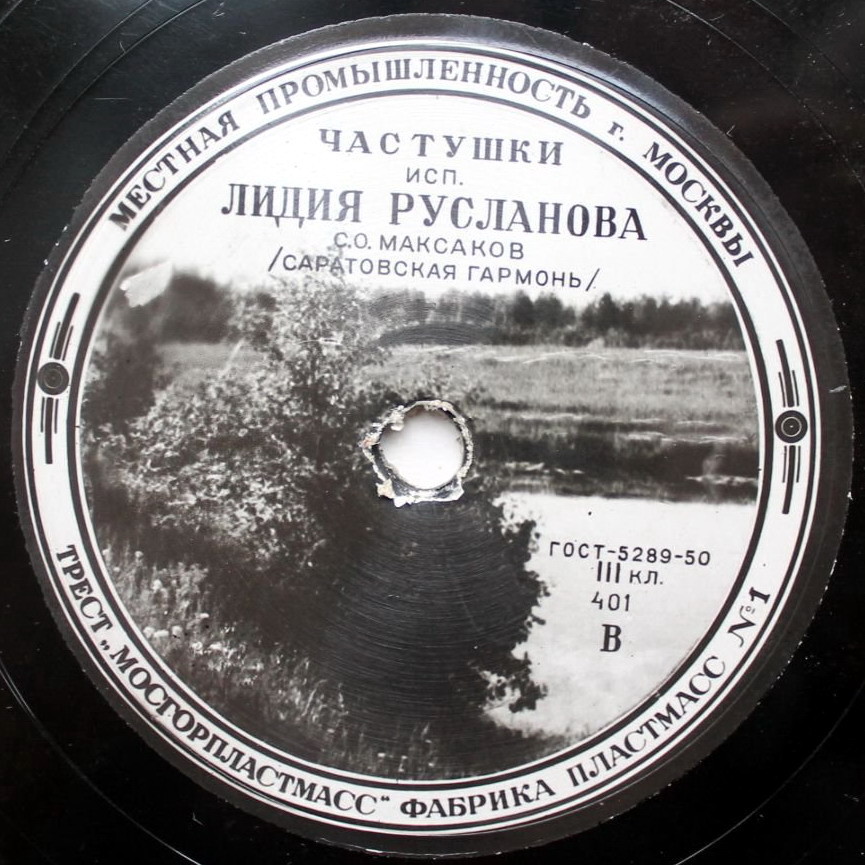 МЕСТНАЯ ПРОМЫШЛЕННОСТЬ г. МОСКВЫ
ЧАСТУШКИ
ИСП.
ЛИДИЯ РУСЛАНОВА
С.О. МАКСАКОВ
/САРАТОВСКАЯ ГАРМОНЬ/
ГОСТ-5289-50
III КЛ.
401
В
ТРЕСТ „МОСГОРПЛАСТМАСС“ ФАБРИКА ПЛАСТМАСС №1